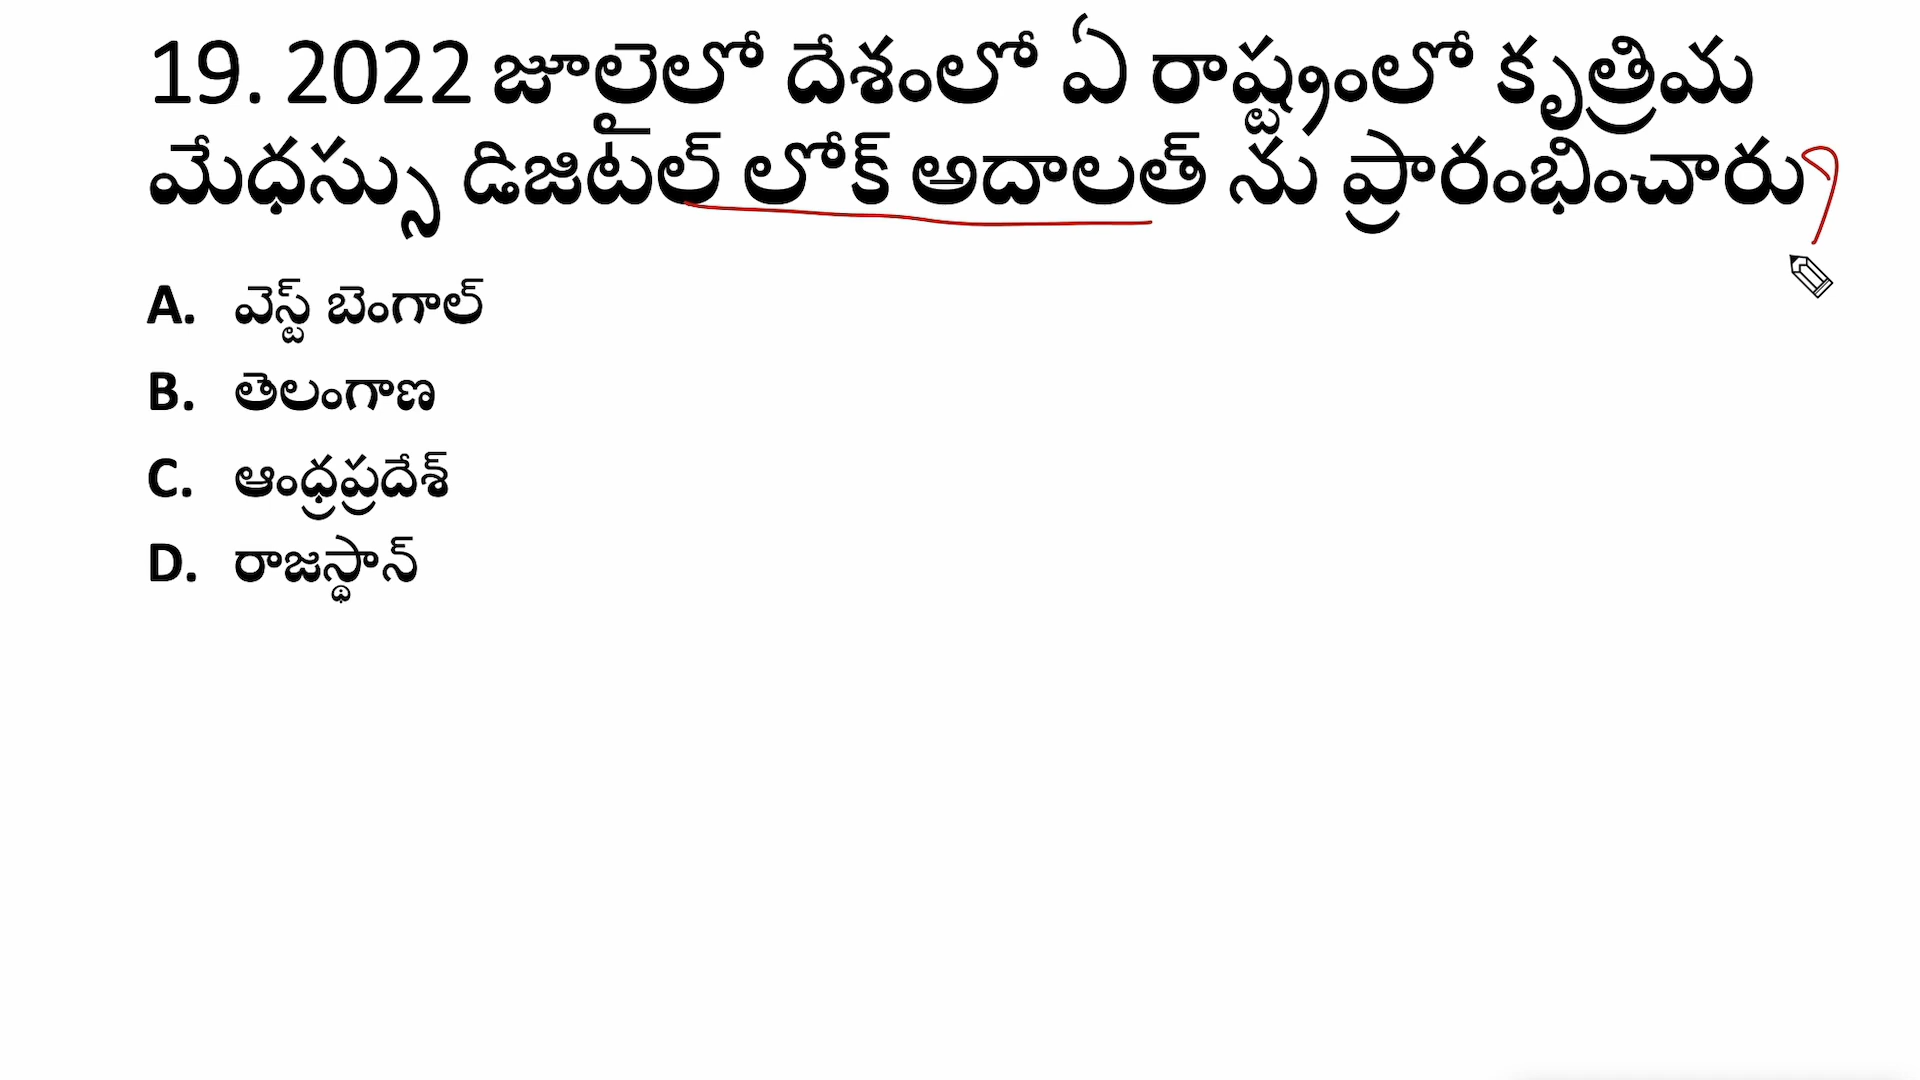 19. 2022 జూలైలో దేశంలో ఏ రాష్ట్రంలో కృత్రిమ
మేధస్సు డిజిటల్ లోక్ అదాలత్ ను ప్రారంభించారు?
A. వెస్ట్ బెంగాల్
B. తెలంగాణ
C. ఆంధ్రప్రదేశ్
D. రాజస్థాన్